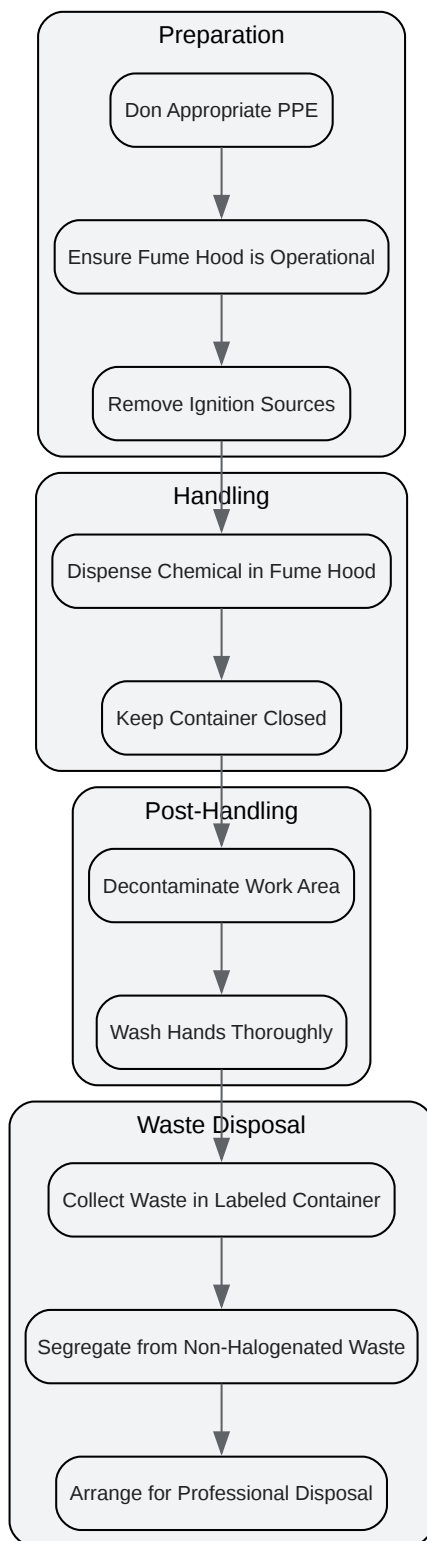 Preparation
Don Appropriate PPE
Ensure Fume Hood is Operational
Remove Ignition Sources
Handling
Dispense Chemical in Fume Hood
Keep Container Closed
Post-Handling
Decontaminate Work Area
Wash Hands Thoroughly
Waste Disposal
Collect Waste in Labeled Container
Segregate from Non-Halogenated Waste
Arrange for Professional Disposal